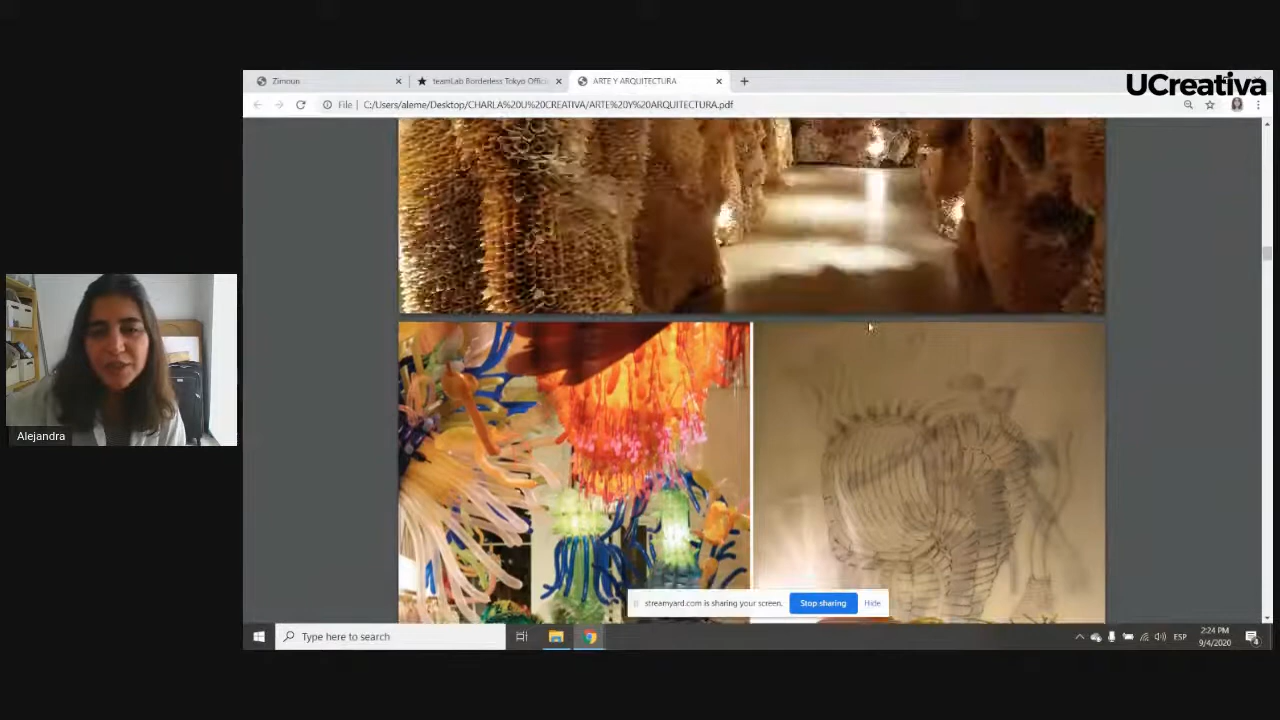 UCreativa
Zimoun
teamLab Borderless Tokyo Offic
ARTE Y ARQUITECTURA
File
C:/Users/aleme/Desktop/CHARLA%20U%20CREATIVA/ARTE%20Y%20ARQUITECTURA.pdf
Alejandra
streamyard.com is sharing your screen.
Stop sharing
Hide
Type here to search
ESP
2:24 PM
9/4/2020